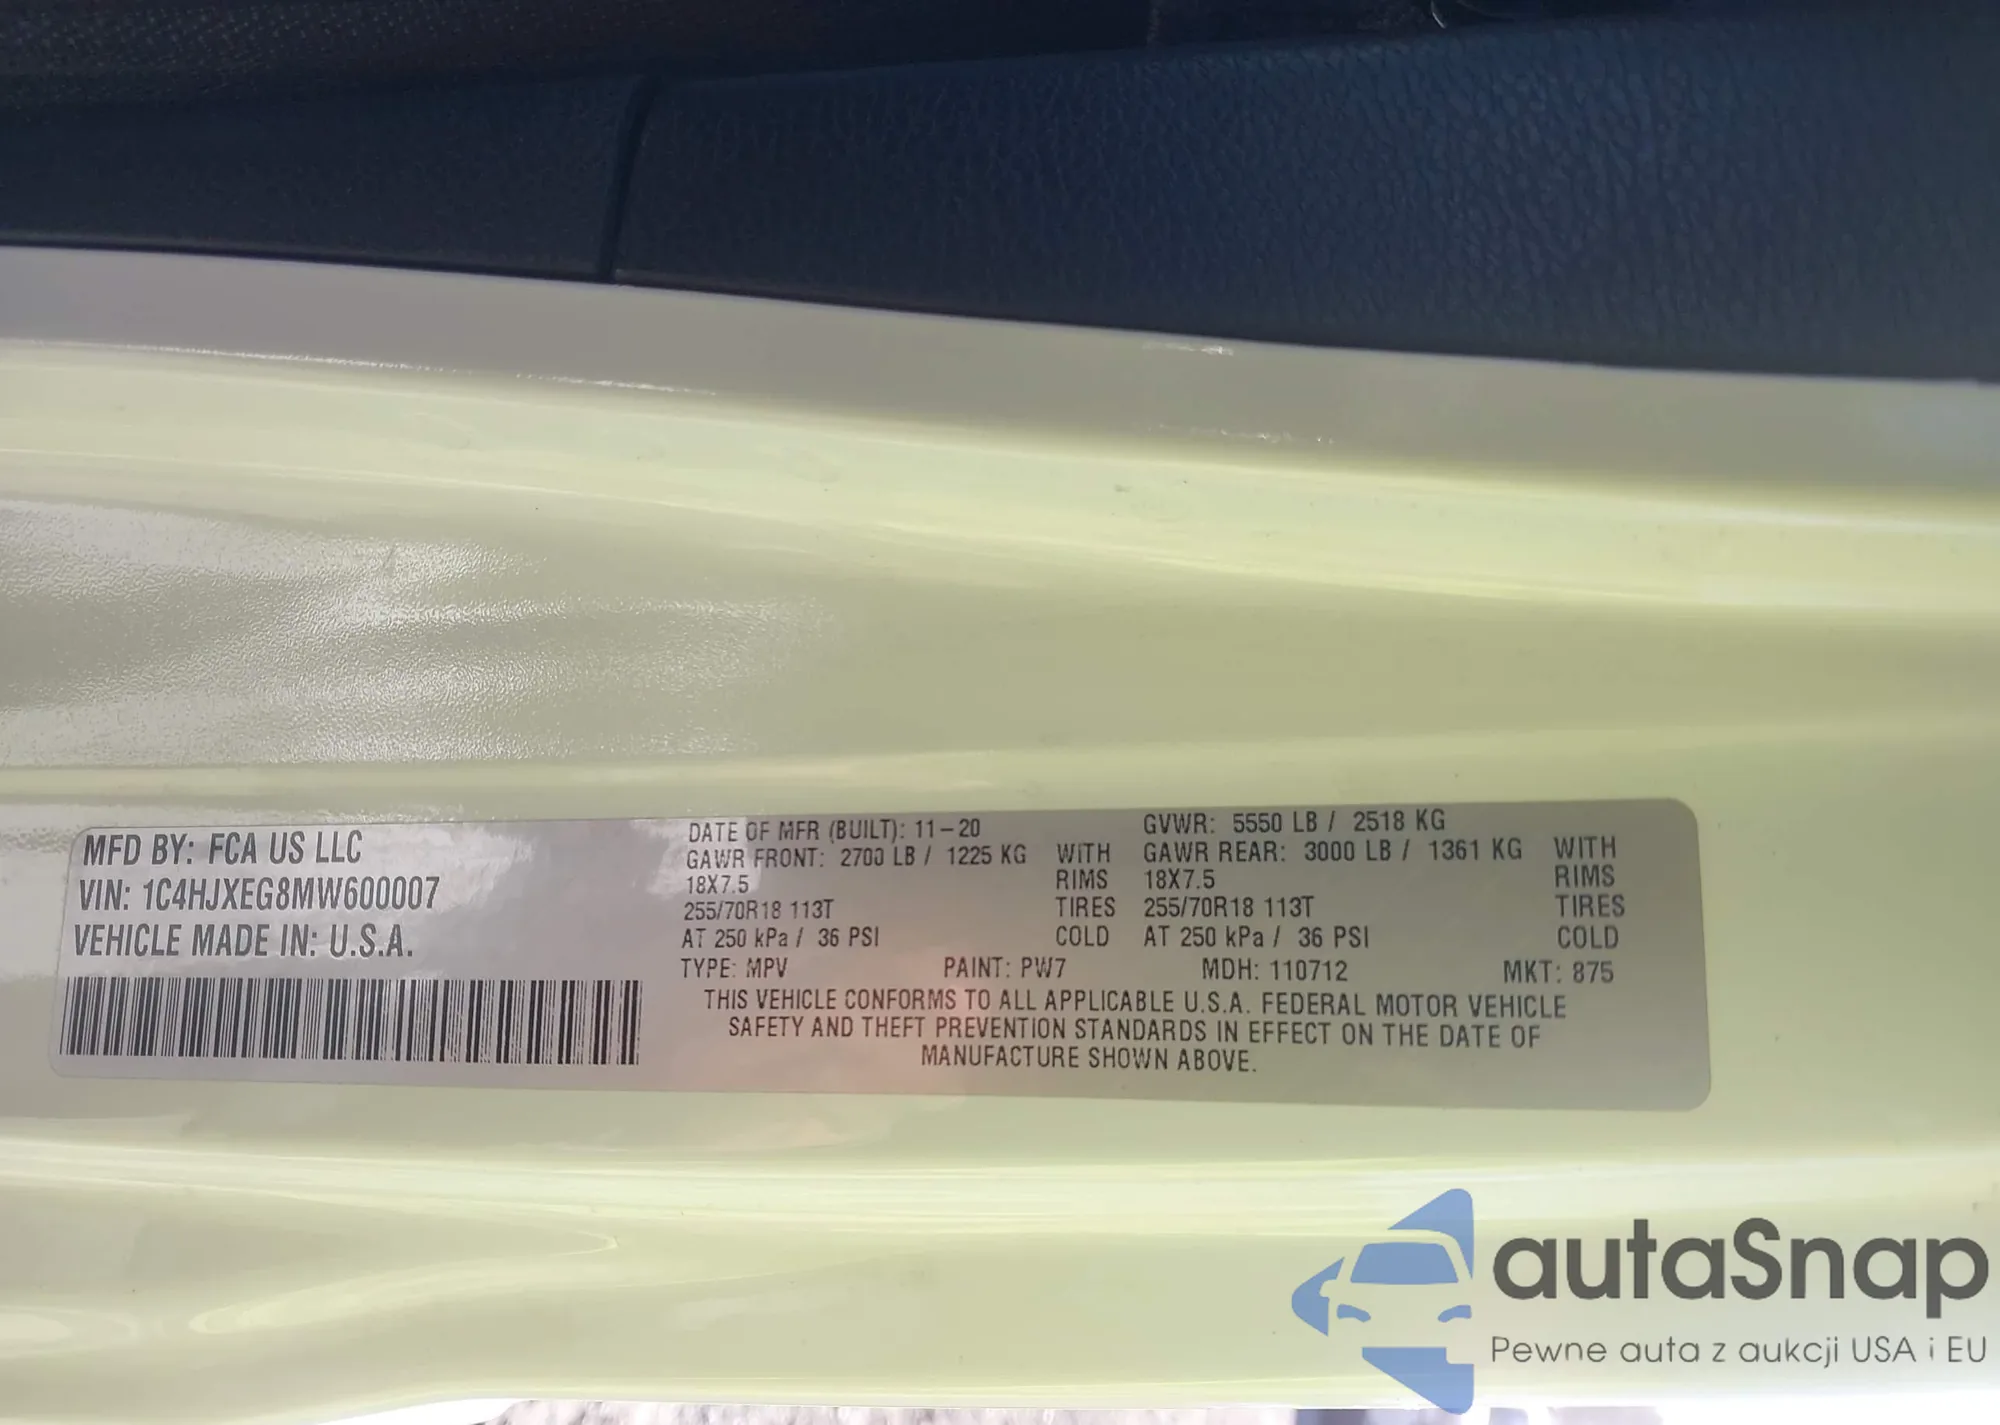 MFD BY: FCA US LLC
VIN: 1C4HJXEG8MW600007
VEHICLE MADE IN: U.S.A.
DATE OF MFR (BUILT): 11-20
GAWR FRONT: 2700 LB / 1225 KG WITH
18X7.5 RIMS
255/70R18 113T TIRES
AT 250 kPa / 36 PSI COLD
GVWR: 5550 LB / 2518 KG
GAWR REAR: 3000 LB / 1361 KG WITH
18X7.5 RIMS
255/70R18 113T TIRES
AT 250 kPa / 36 PSI COLD
TYPE: MPV PAINT: PW7 MDH: 110712 MKT: 875
THIS VEHICLE CONFORMS TO ALL APPLICABLE U.S.A. FEDERAL MOTOR VEHICLE
SAFETY AND THEFT PREVENTION STANDARDS IN EFFECT ON THE DATE OF
MANUFACTURE SHOWN ABOVE.
autaSnap
Pewne auta z aukcji USA i EU